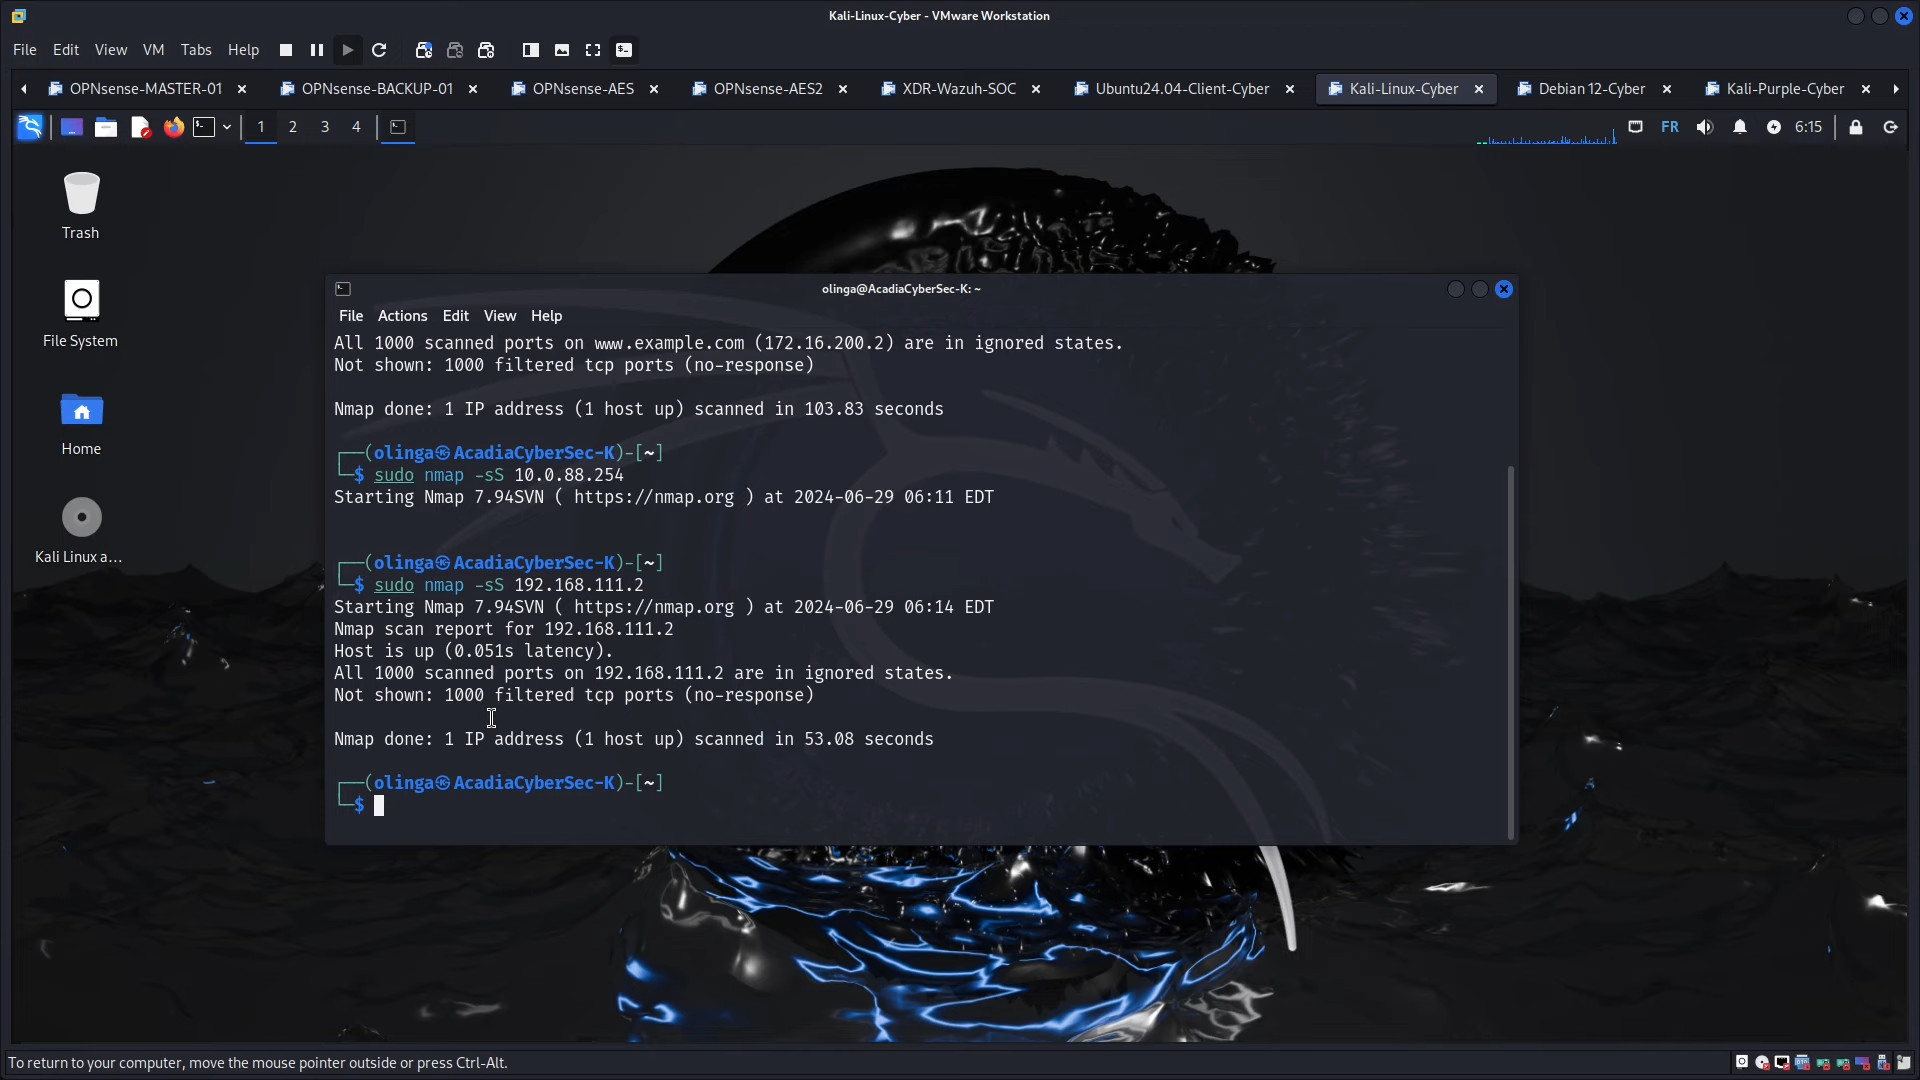 Kali-Linux-Cyber - VMware Workstation
File Edit View VM Tabs Help
OPNsense-MASTER-01 OPNsense-BACKUP-01 OPNsense-AES OPNsense-AES2 XDR-Wazuh-SOC Ubuntu24.04-Client-Cyber Kali-Linux-Cyber Debian 12-Cyber Kali-Purple-Cyber
1 2 3 4 FR 6:15
Trash
File System
Home
Kali Linux a...
olinga@AcadiaCyberSec-K: ~
File Actions Edit View Help
All 1000 scanned ports on www.example.com (172.16.200.2) are in ignored states.
Not shown: 1000 filtered tcp ports (no-response)
Nmap done: 1 IP address (1 host up) scanned in 103.83 seconds
┌──(olinga㉿AcadiaCyberSec-K)-[~]
└─$ sudo nmap -sS 10.0.88.254
Starting Nmap 7.94SVN ( https://nmap.org ) at 2024-06-29 06:11 EDT
┌──(olinga㉿AcadiaCyberSec-K)-[~]
└─$ sudo nmap -sS 192.168.111.2
Starting Nmap 7.94SVN ( https://nmap.org ) at 2024-06-29 06:14 EDT
Nmap scan report for 192.168.111.2
Host is up (0.051s latency).
All 1000 scanned ports on 192.168.111.2 are in ignored states.
Not shown: 1000 filtered tcp ports (no-response)
Nmap done: 1 IP address (1 host up) scanned in 53.08 seconds
┌──(olinga㉿AcadiaCyberSec-K)-[~]
└─$
To return to your computer, move the mouse pointer outside or press Ctrl-Alt.